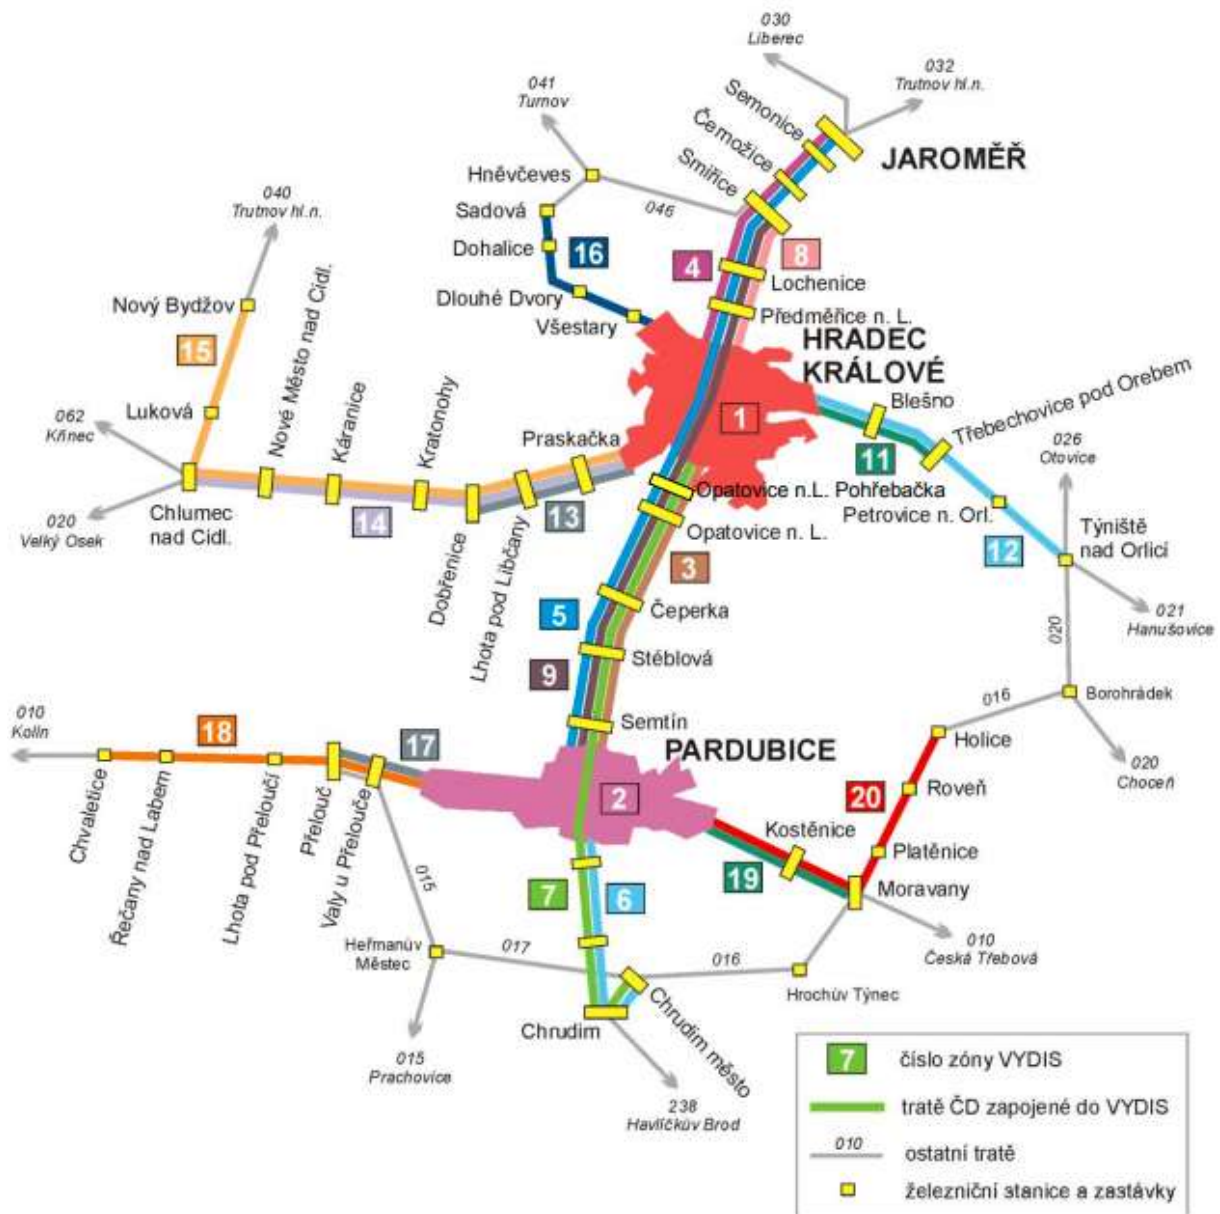 030
Liberec
032
Trutnov hl.n.
041
Turnov
Semonice
Černožice
Smiřice
JAROMĚŘ
Hněvčeves
046
040
Trutnov hl.n.
Sadová
Dohalice
16
4
8
Lochenice
Dlouhé Dvory
Předměřice n. L.
Všestary
Nový Bydžov
15
Nové Město nad Cidl.
HRADEC
KRÁLOVÉ
Luková
062
Křinec
Káranice
Kratonohy
Praskačka
1
Blešno
Třebechovice pod Orebem
11
026
Otovice
Chlumec
nad Cidl.
020
Velký Osek
14
13
Dobřenice
Lhota pod Libčany
Opatovice n.L. Pohřebačka
Petrovice n. Orl.
Opatovice n. L.
12
Týniště
nad Orlicí
3
5
Čeperka
021
Hanušovice
020
9
Stéblová
Semtín
016
Borohrádek
010
Kolín
18
17
PARDUBICE
Holice
020
Choceň
2
20
Roveň
Chvaletice
Řečany nad Labem
Lhota pod Přeloučí
Přelouč
Valy u Přelouče
Kostěnice
Platěnice
19
Moravany
7
6
015
010
Česká Třebová
Heřmanův
Městec
017
016
Hrochův Týnec
Chrudim
Chrudim město
015
Prachovice
238
Havlíčkův Brod
7
číslo zóny VYDIS
tratě ČD zapojené do VYDIS
010
ostatní tratě
železniční stanice a zastávky